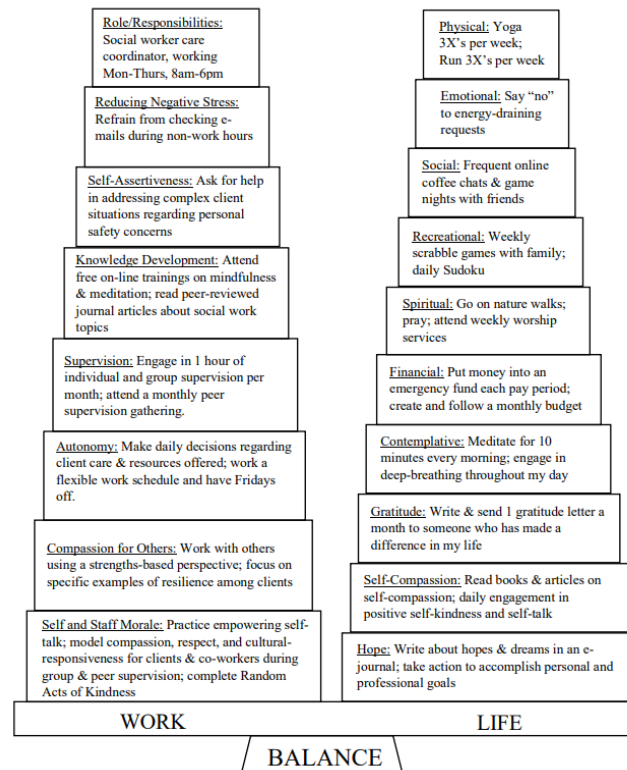 Role/Responsibilities:
Social worker care
coordinator, working
Mon-Thurs, 8am-6pm
Reducing Negative Stress:
Refrain from checking e-
mails during non-work hours
Self-Assertiveness: Ask for help
in addressing complex client
situations regarding personal
safety concerns
Knowledge Development: Attend
free on-line trainings on mindfulness
& meditation; read peer-reviewed
journal articles about social work
topics
Supervision: Engage in 1 hour of
individual and group supervision per
month; attend a monthly peer
supervision gathering.
Autonomy: Make daily decisions regarding
client care & resources offered; work a
flexible work schedule and have Fridays
off.
Compassion for Others: Work with others
using a strengths-based perspective; focus on
specific examples of resilience among clients
Self and Staff Morale: Practice empowering self-
talk; model compassion, respect, and cultural-
responsiveness for clients & co-workers during
group & peer supervision; complete Random
Acts of Kindness
WORK
Physical: Yoga
3X's per week;
Run 3X's per week
Emotional: Say “no”
to energy-draining
requests
Social: Frequent online
coffee chats & game
nights with friends
Recreational: Weekly
scrabble games with family;
daily Sudoku
Spiritual: Go on nature walks;
pray; attend weekly worship
services
Financial: Put money into an
emergency fund each pay period;
create and follow a monthly budget
Contemplative: Meditate for 10
minutes every morning; engage in
deep-breathing throughout my day
Gratitude: Write & send 1 gratitude letter a
month to someone who has made a
difference in my life
Self-Compassion: Read books & articles on
self-compassion; daily engagement in
positive self-kindness and self-talk
Hope: Write about hopes & dreams in an e-
journal; take action to accomplish personal and
professional goals
LIFE
BALANCE